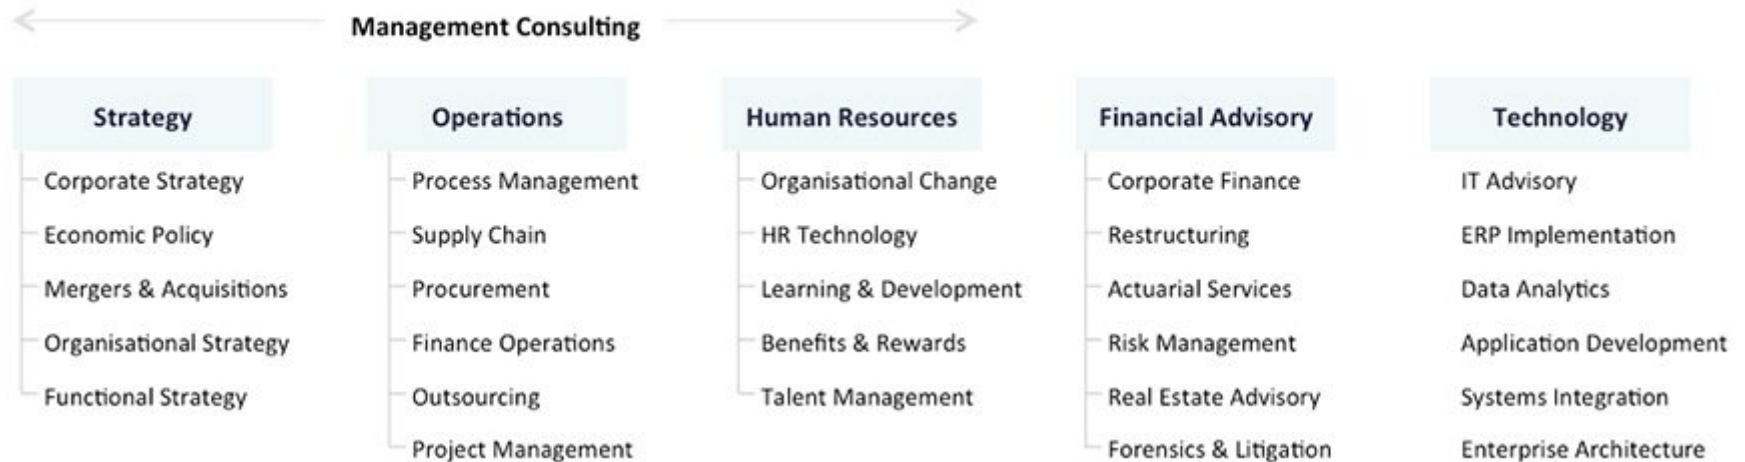 Management Consulting
Strategy
Corporate Strategy
Economic Policy
Mergers & Acquisitions
Organisational Strategy
Functional Strategy
Operations
Process Management
Supply Chain
Procurement
Finance Operations
Outsourcing
Project Management
Human Resources
Organisational Change
HR Technology
Learning & Development
Benefits & Rewards
Talent Management
Financial Advisory
Corporate Finance
Restructuring
Actuarial Services
Risk Management
Real Estate Advisory
Forensics & Litigation
Technology
IT Advisory
ERP Implementation
Data Analytics
Application Development
Systems Integration
Enterprise Architecture